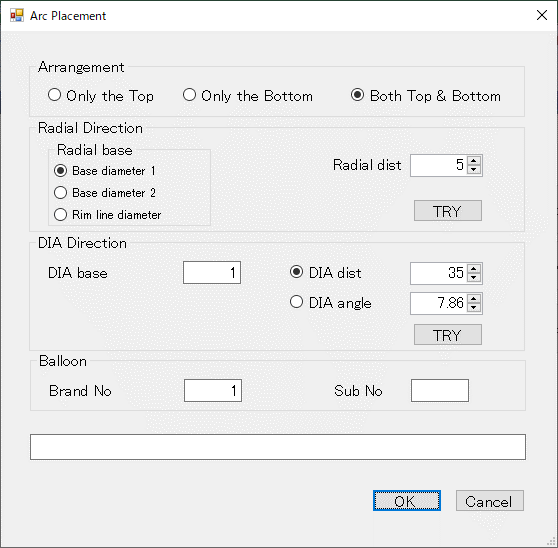 Arc Placement
Arrangement
Only the Top Only the Bottom Both Top & Bottom
Radial Direction
Radial base
Base diameter 1
Radial dist 5
Base diameter 2
Rim line diameter
TRY
DIA Direction
DIA base 1 DIA dist 35
DIA angle 7.86
TRY
Balloon
Brand No 1 Sub No
OK Cancel